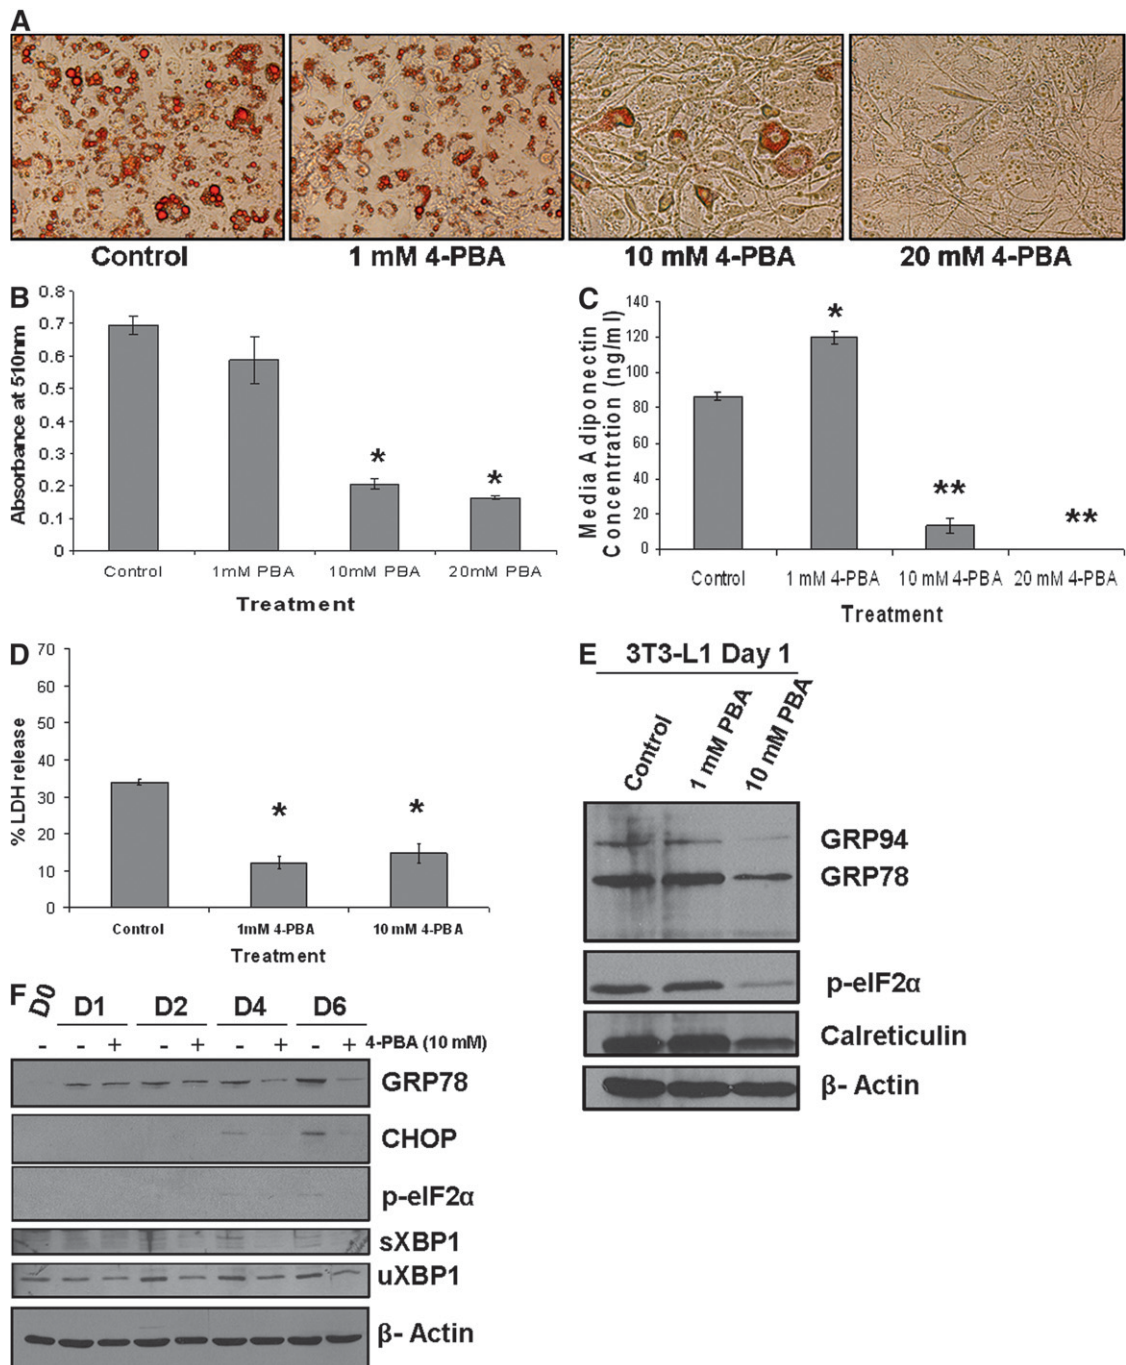 A
Control
1 mM 4-PBA
10 mM 4-PBA
20 mM 4-PBA
B
Absorbance at 510nm
0.8
0.7
0.6
0.5
0.4
0.3
0.2
0.1
0
*
*
Control
1mM PBA
10mM PBA
20mM PBA
Treatment
C
Media Adiponectin
Concentration (ng/ml)
140
120
100
80
60
40
20
0
*
**
**
Control
1 mM 4-PBA
10 mM 4-PBA
20 mM 4-PBA
Treatment
D
% LDH release
70
60
50
40
30
20
10
0
*
*
Control
1mM 4-PBA
10 mM 4-PBA
Treatment
E
3T3-L1 Day 1
Control
1 mM PBA
10 mM PBA
GRP94
GRP78
p-eIF2α
Calreticulin
β- Actin
F
D0 D1 D2 D4 D6
- - + - + - + - + 4-PBA (10 mM)
GRP78
CHOP
p-eIF2α
sXBP1
uXBP1
β- Actin